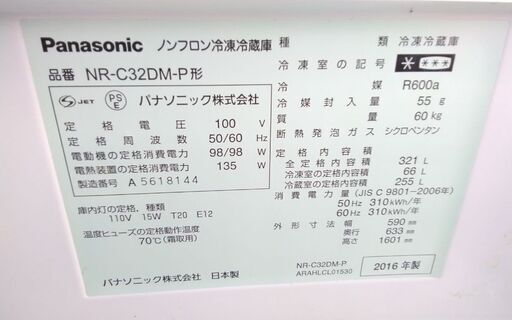 Panasonic ノンフロン冷凍冷蔵庫
品番 NR-C32DM-P形
S JET PS E パナソニック株式会社
定格電圧 100 V
定格周波数 50/60 Hz
電動機の定格消費電力 98/98 W
電熱装置の定格消費電力 135 W
製造番号 A 5618144
庫内灯の定格，種類
110V 15W T20 E12
温度ヒューズの定格動作温度
70℃(霜取用)
パナソニック株式会社 日本製
種類 冷凍冷蔵庫
冷凍室の記号
冷媒 R600a
冷媒封入量 55 g
質量 60 kg
断熱発泡ガス シクロペンタン
定格内容積
全定格内容積 321 L
冷凍室の定格内容積 66 L
冷蔵室の定格内容積 255 L
消費電力量(JIS C 9801-2006年)
50 Hz 310 kWh/年
60 Hz 310 kWh/年
外形寸法 幅 590 mm
奥行 633 mm
高さ 1601 mm
NR-C32DM-P
ARAHLCL01530
2016 年製